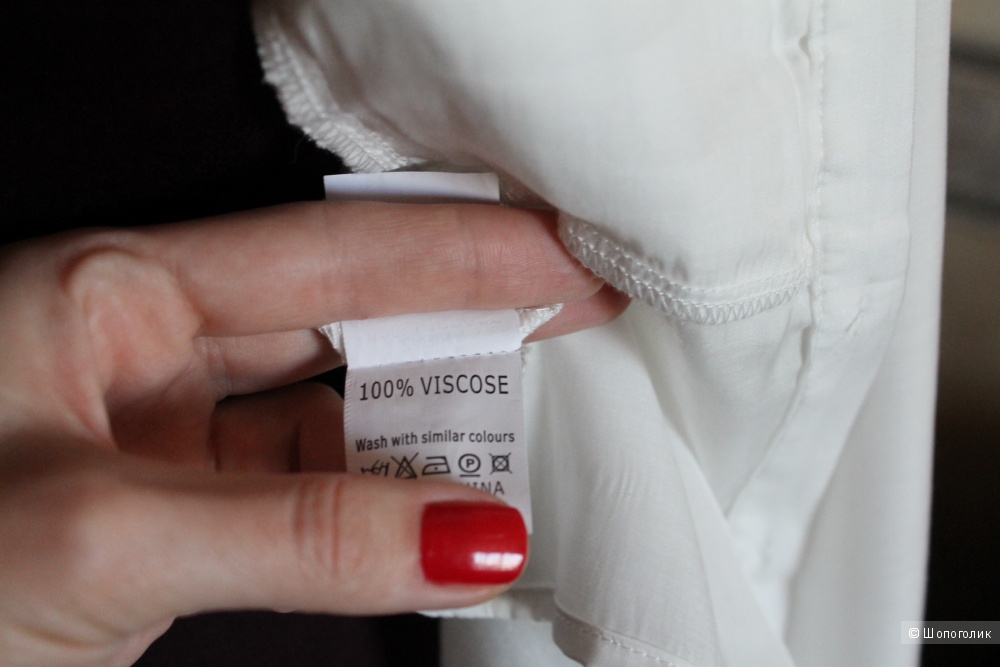 100% VISCOSE
Wash with similar colours
© Шопоголик